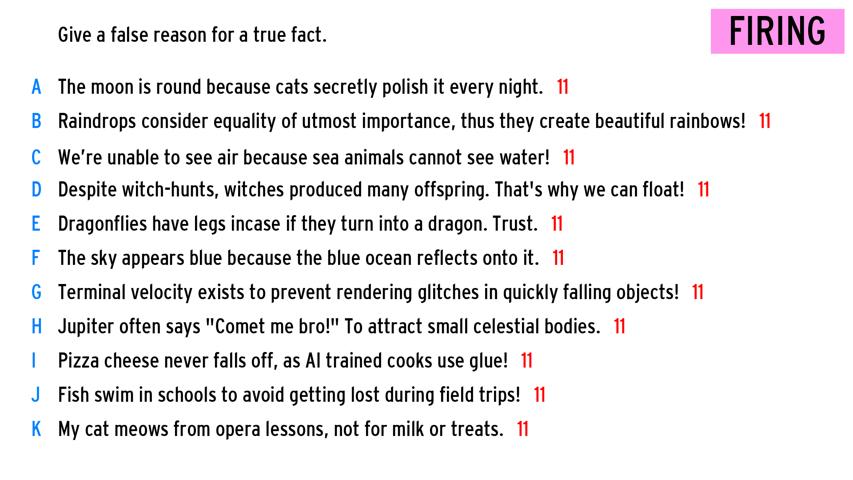 Give a false reason for a true fact.
FIRING
A The moon is round because cats secretly polish it every night. 11
B Raindrops consider equality of utmost importance, thus they create beautiful rainbows! 11
C We're unable to see air because sea animals cannot see water! 11
D Despite witch-hunts, witches produced many offspring. That's why we can float! 11
E Dragonflies have legs incase if they turn into a dragon. Trust. 11
F The sky appears blue because the blue ocean reflects onto it. 11
G Terminal velocity exists to prevent rendering glitches in quickly falling objects! 11
H Jupiter often says "Comet me bro!" To attract small celestial bodies. 11
I Pizza cheese never falls off, as AI trained cooks use glue! 11
J Fish swim in schools to avoid getting lost during field trips! 11
K My cat meows from opera lessons, not for milk or treats. 11